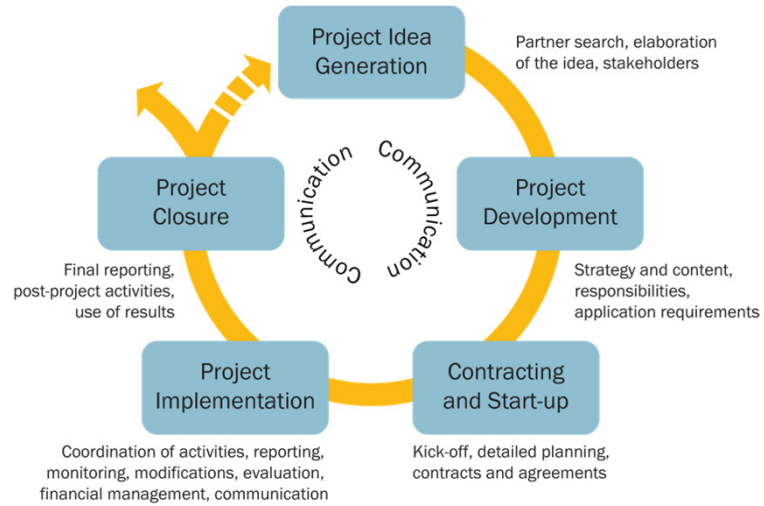 Project Idea
Generation
Partner search, elaboration
of the idea, stakeholders
Project
Development
Strategy and content,
responsibilities,
application requirements
Contracting
and Start-up
Kick-off, detailed planning,
contracts and agreements
Project
Implementation
Coordination of activities, reporting,
monitoring, modifications, evaluation,
financial management, communication
Project
Closure
Final reporting,
post-project activities,
use of results
Communication
Communication